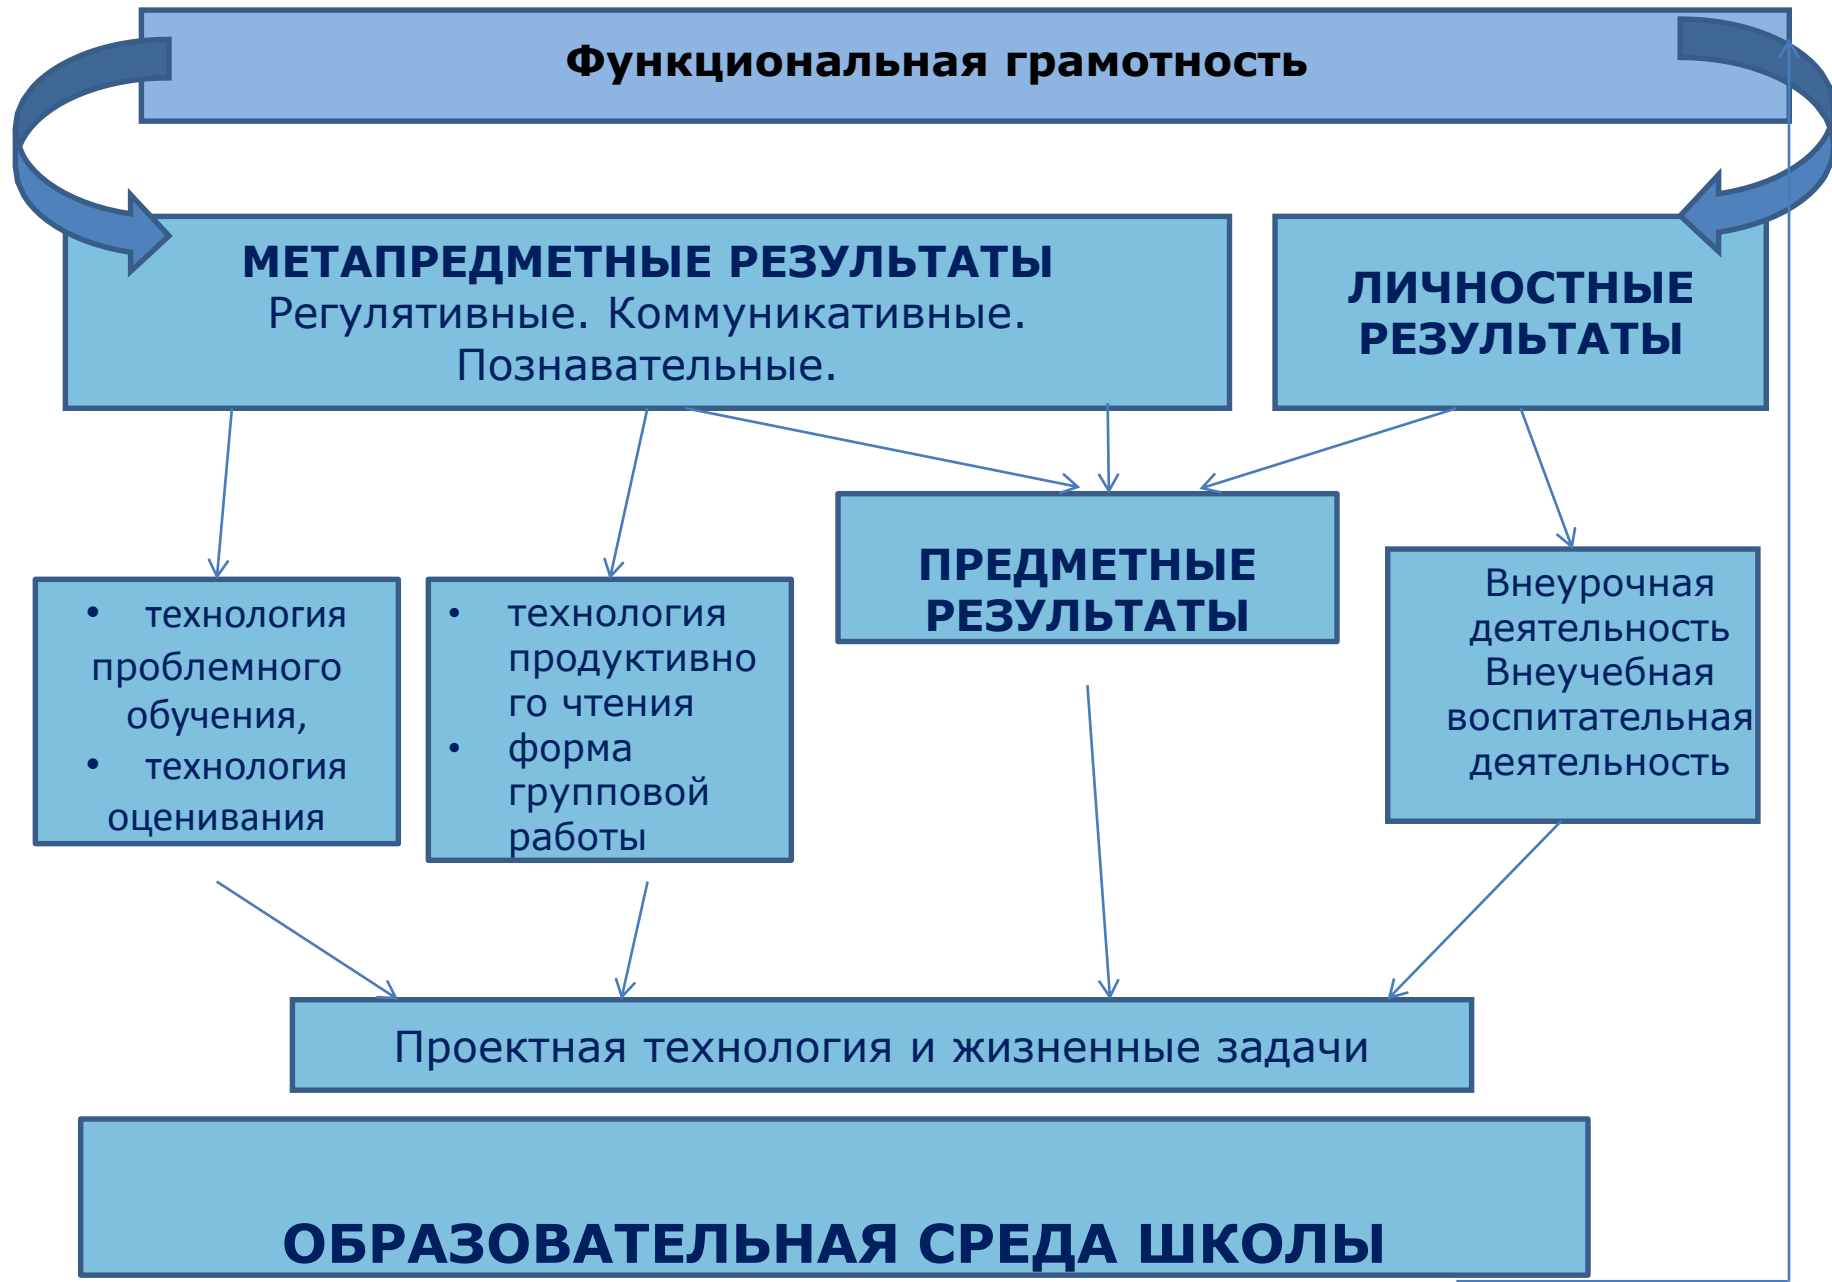 Функциональная грамотность
МЕТАПРЕДМЕТНЫЕ РЕЗУЛЬТАТЫ
Регулятивные. Коммуникативные.
Познавательные.
ЛИЧНОСТНЫЕ
РЕЗУЛЬТАТЫ
• технология
проблемного
обучения,
• технология
оценивания
• технология
продуктивно
го чтения
• форма
групповой
работы
ПРЕДМЕТНЫЕ
РЕЗУЛЬТАТЫ
Внеурочная
деятельность
Внеучебная
воспитательная
деятельность
Проектная технология и жизненные задачи
ОБРАЗОВАТЕЛЬНАЯ СРЕДА ШКОЛЫ